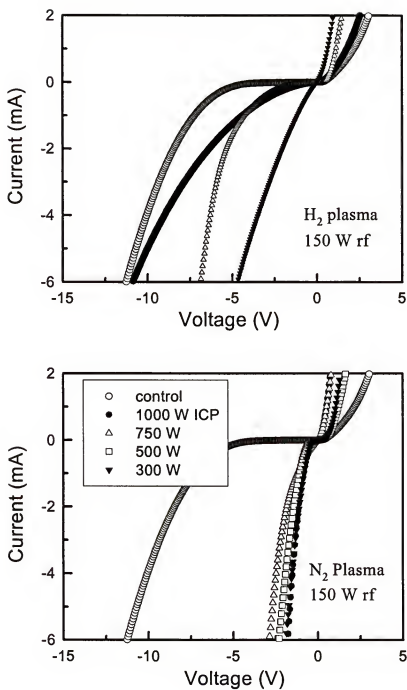 2
0
-2
-4
-6
Current (mA)
H2 plasma
150 W rf
-15 -10 -5 0 5
Voltage (V)
2
0
-2
-4
-6
Current (mA)
control
1000 W ICP
750 W
500 W
300 W
N2 Plasma
150 W rf
-15 -10 -5 0 5
Voltage (V)